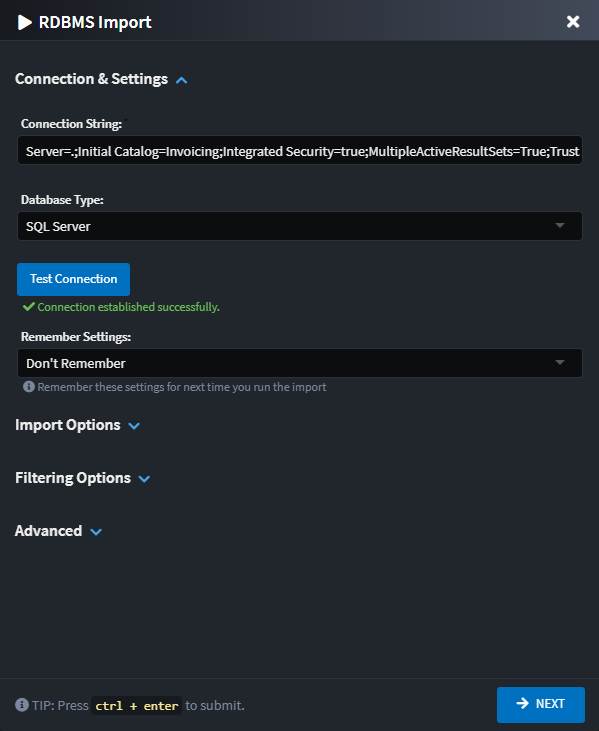 RDBMS Import
Connection & Settings
Connection String:
Server=.;Initial Catalog=Invoicing;Integrated Security=true;MultipleActiveResultSets=True;Trust
Database Type:
SQL Server
Test Connection
Connection established successfully.
Remember Settings:
Don't Remember
Remember these settings for next time you run the import
Import Options
Filtering Options
Advanced
TIP: Press ctrl + enter to submit.
NEXT